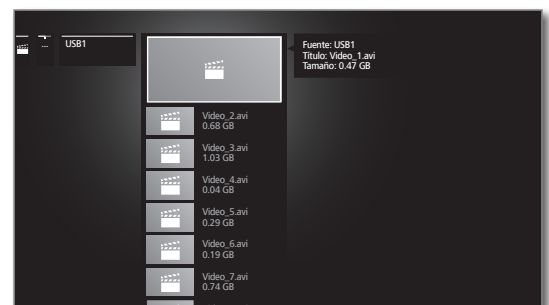 ...
USB1
Fuente: USB1
Titulo: Video_1.avi
Tamaño: 0.47 GB
Video_2.avi
0.68 GB
Video_3.avi
1.03 GB
Video_4.avi
0.04 GB
Video_5.avi
0.29 GB
Video_6.avi
0.19 GB
Video_7.avi
0.74 GB